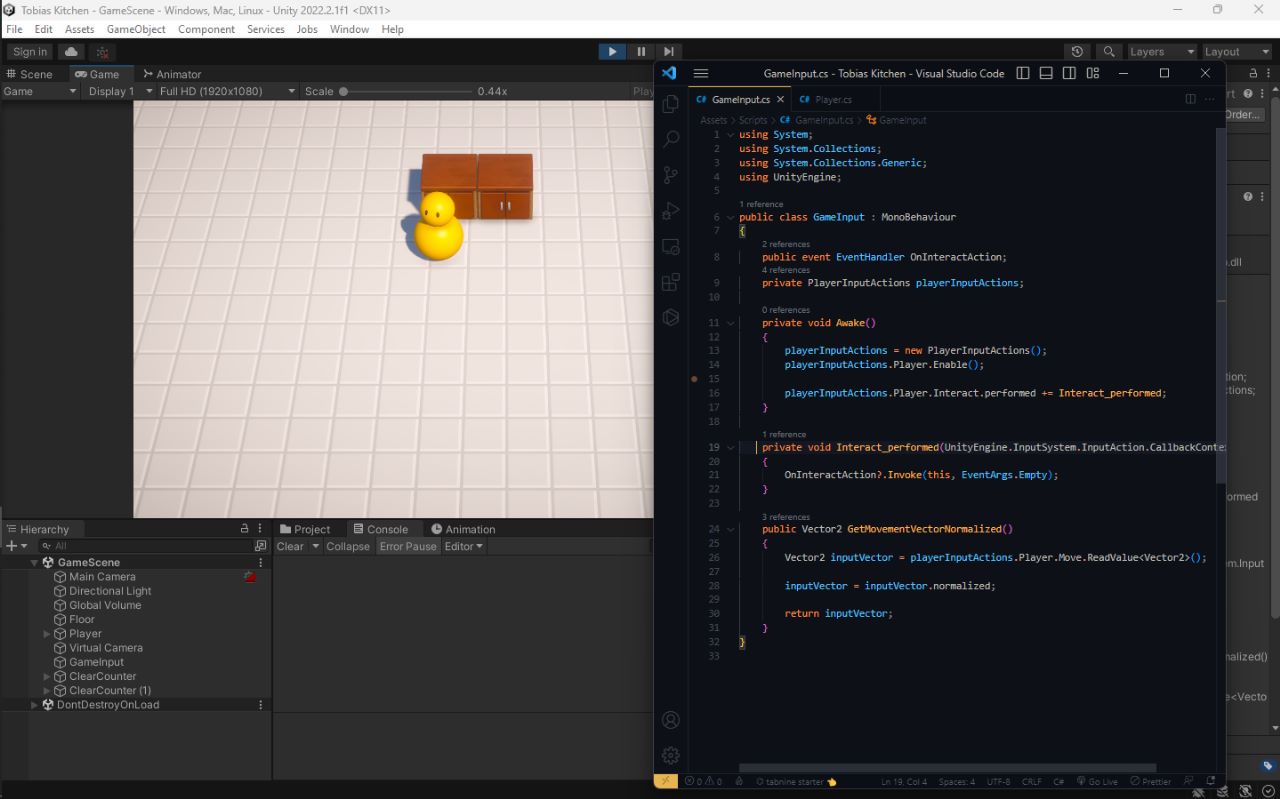 Tobias Kitchen - GameScene - Windows, Mac, Linux - Unity 2022.2.1f1 <DX11>
File Edit Assets GameObject Component Services Jobs Window Help
Sign in
Layers
Layout
Scene Game Animator
Game Display 1 Full HD (1920x1080) Scale 0.44x Play
GameInput.cs - Tobias Kitchen - Visual Studio Code
GameInput.cs Player.cs
Assets > Scripts > GameInput.cs > GameInput
1 using System;
2 using System.Collections;
3 using System.Collections.Generic;
4 using UnityEngine;
5
1 reference
6 public class GameInput : MonoBehaviour
7 {
2 references
8 public event EventHandler OnInteractAction;
4 references
9 private PlayerInputActions playerInputActions;
10
0 references
11 private void Awake()
12 {
13 playerInputActions = new PlayerInputActions();
14 playerInputActions.Player.Enable();
15
16 playerInputActions.Player.Interact.performed += Interact_performed;
17 }
18
1 reference
19 private void Interact_performed(UnityEngine.InputSystem.InputAction.CallbackConte
20 {
21 OnInteractAction?.Invoke(this, EventArgs.Empty);
22 }
23
3 references
24 public Vector2 GetMovementVectorNormalized()
25 {
26 Vector2 inputVector = playerInputActions.Player.Move.ReadValue<Vector2>();
27
28 inputVector = inputVector.normalized;
29
30 return inputVector;
31 }
32 }
33
0 0 tabnine starter Ln 19, Col 4 Spaces: 4 UTF-8 CRLF C# Go Live Prettier
rt
Order...
.dll
tion;
ctions;
ormed
m.Input
nalized()
e<Vecto
Hierarchy
All
GameScene
Main Camera
Directional Light
Global Volume
Floor
Player
Virtual Camera
GameInput
ClearCounter
ClearCounter (1)
DontDestroyOnLoad
Project Console Animation
Clear Collapse Error Pause Editor